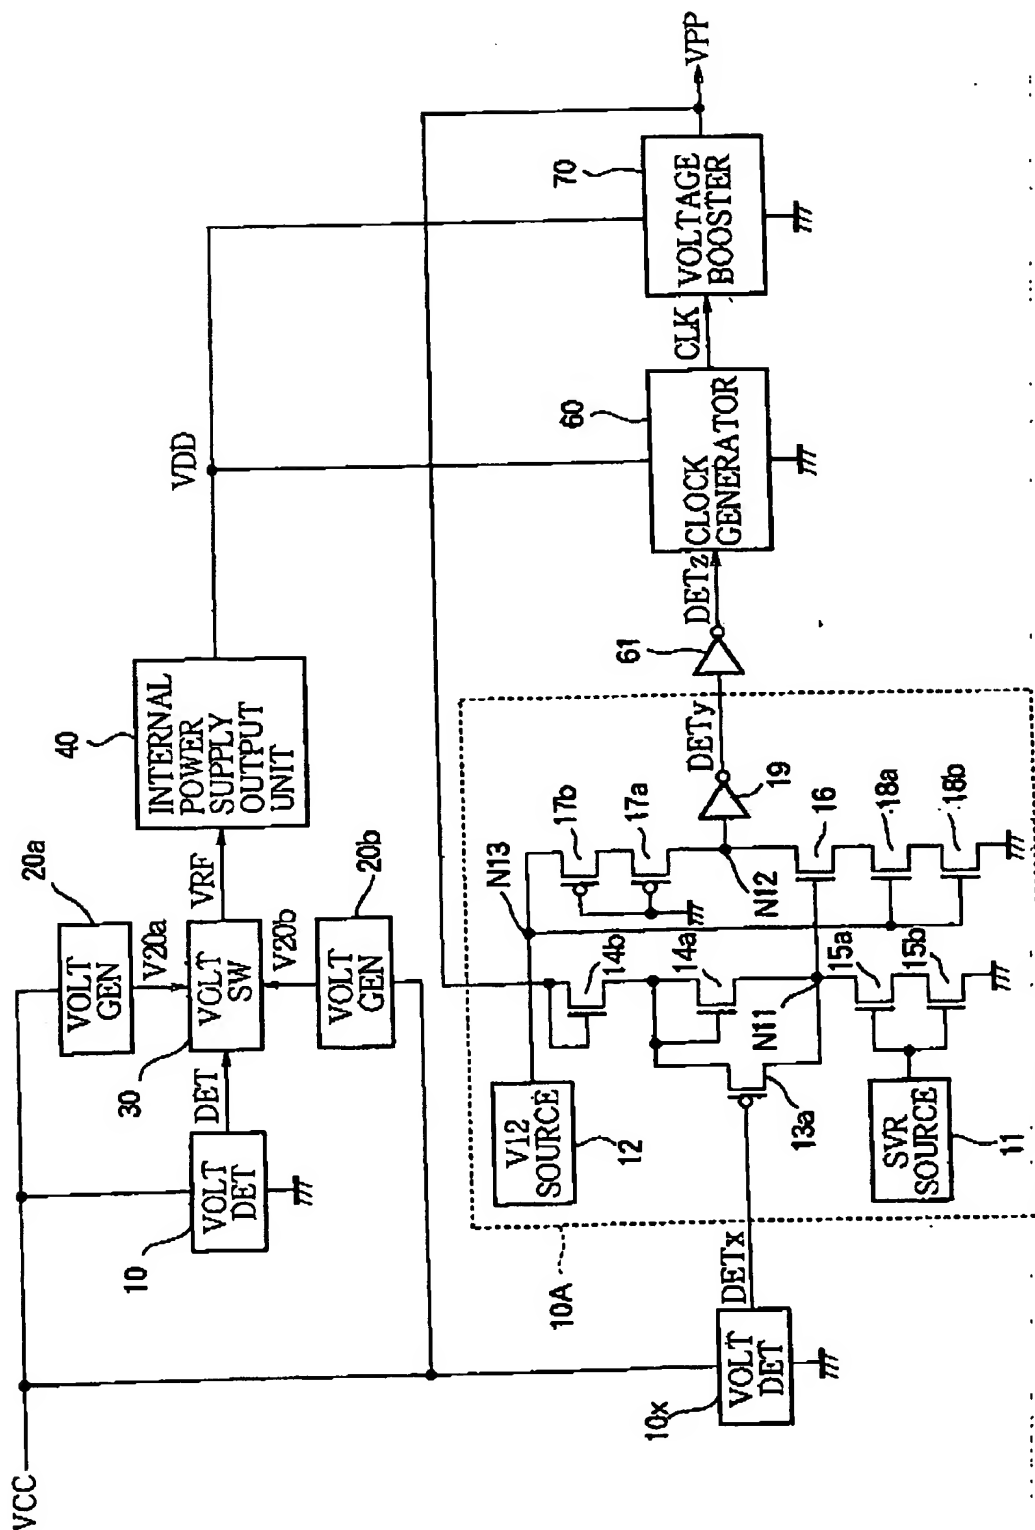 VCC
10
VOLT
DET
DET
20a
VOLT
GEN
V20a
30
VOLT
SW
VRF
V20b
VOLT
GEN
20b
40
INTERNAL
POWER
SUPPLY
OUTPUT
UNIT
VDD
10x
VOLT
DET
DETx
10A
V12
SOURCE
12
N13
17b
17a
14b
14a
13a
N11
N12
19
16
15a
15b
18a
18b
SVR
SOURCE
11
DETy
61
DETz
60
CLOCK
GENERATOR
CLK
70
VOLTAGE
BOOSTER
VPP